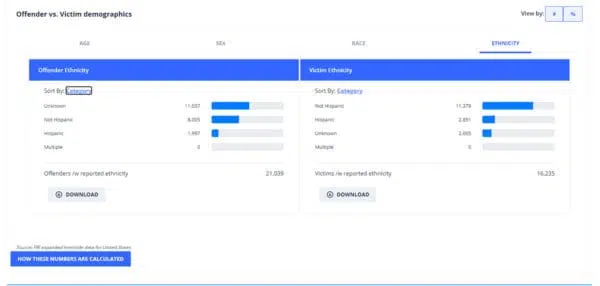 Offender vs. Victim demographics
View by: # %
AGE SEX RACE ETHNICITY
Offender Ethnicity
Sort By: Category
Unknown 11,037
Not Hispanic 8,005
Hispanic 1,997
Multiple 0
Offenders /w reported ethnicity 21,039
DOWNLOAD
Victim Ethnicity
Sort By: Category
Not Hispanic 11,379
Hispanic 2,851
Unknown 2,005
Multiple 0
Victims /w reported ethnicity 16,235
DOWNLOAD
Source: FBI expanded homicide data for United States
HOW THESE NUMBERS ARE CALCULATED